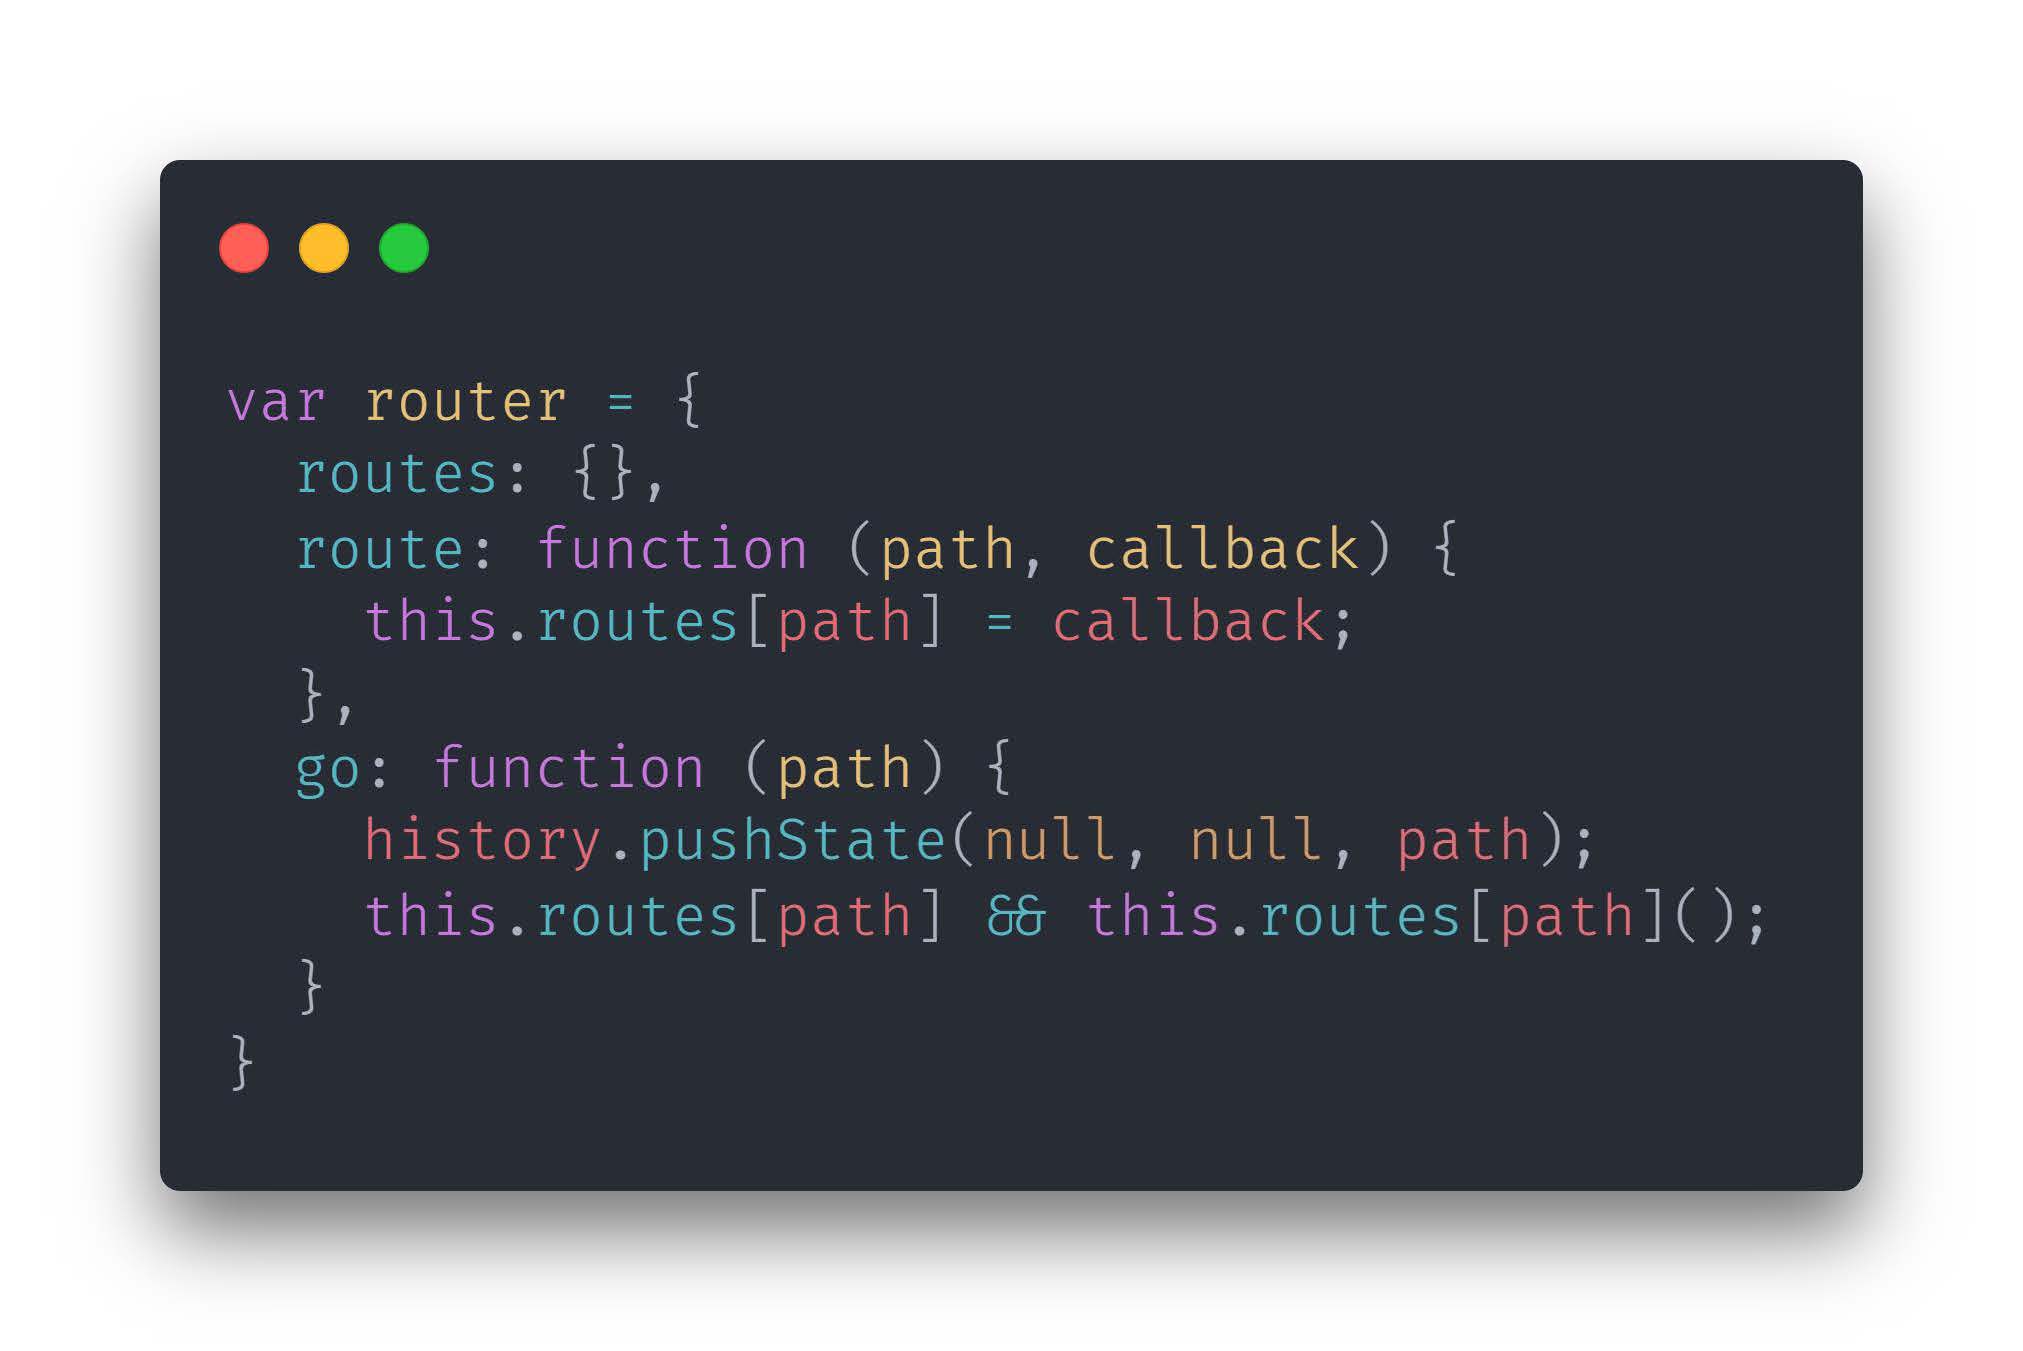 var router = {
  routes: {},
  route: function (path, callback) {
    this.routes[path] = callback;
  },
  go: function (path) {
    history.pushState(null, null, path);
    this.routes[path] && this.routes[path]();
  }
}